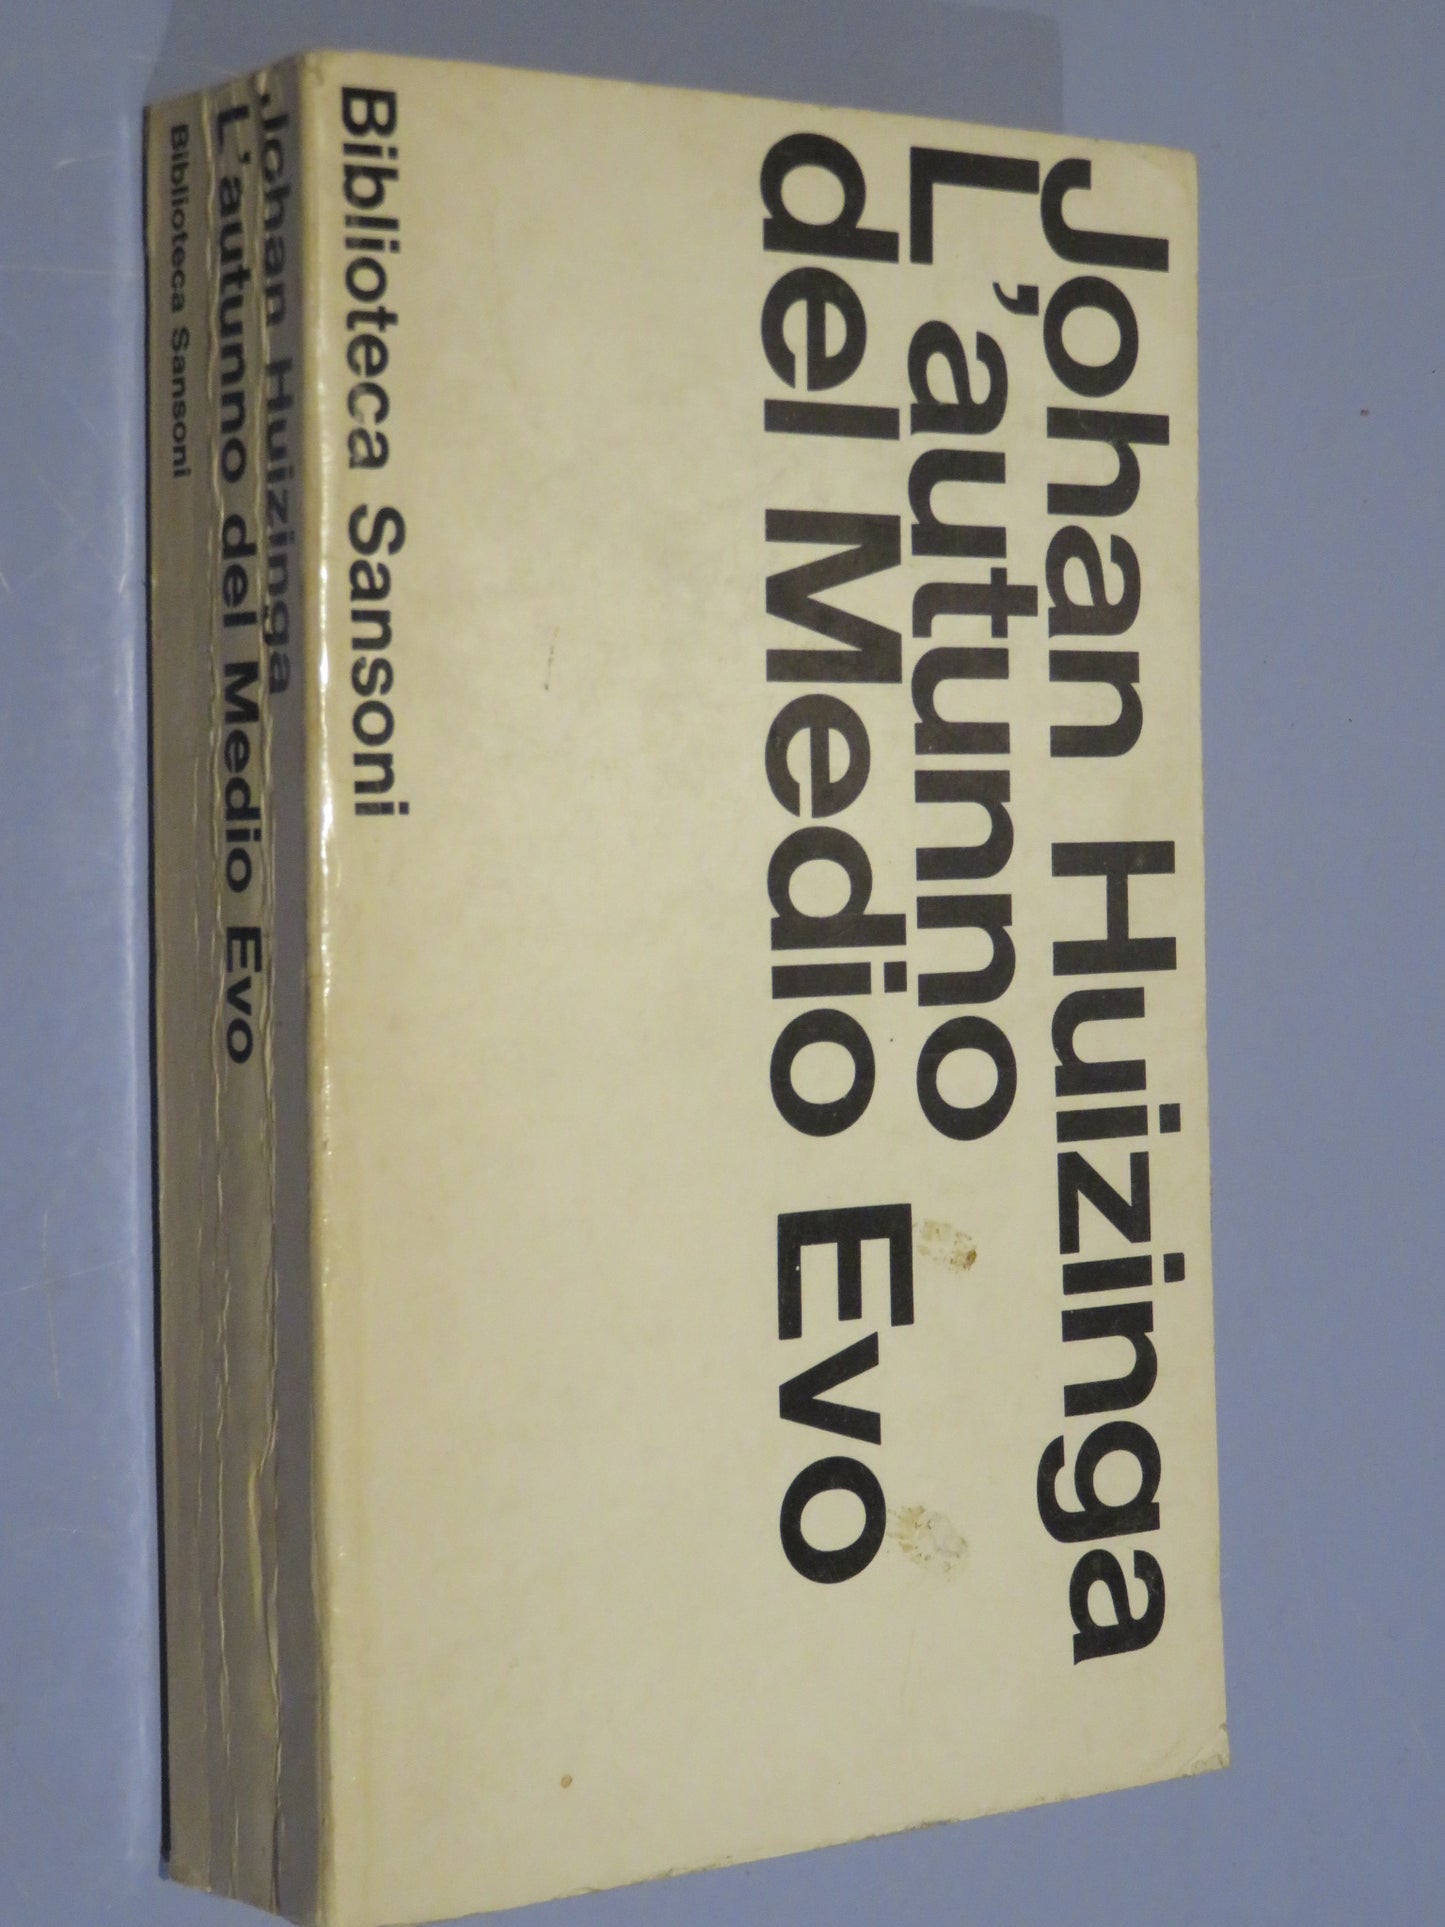 Johan Huizinga
L'autunno
del Medio Evo
Biblioteca Sansoni
Johan Huizinga
L'autunno del Medio Evo
Biblioteca Sansoni